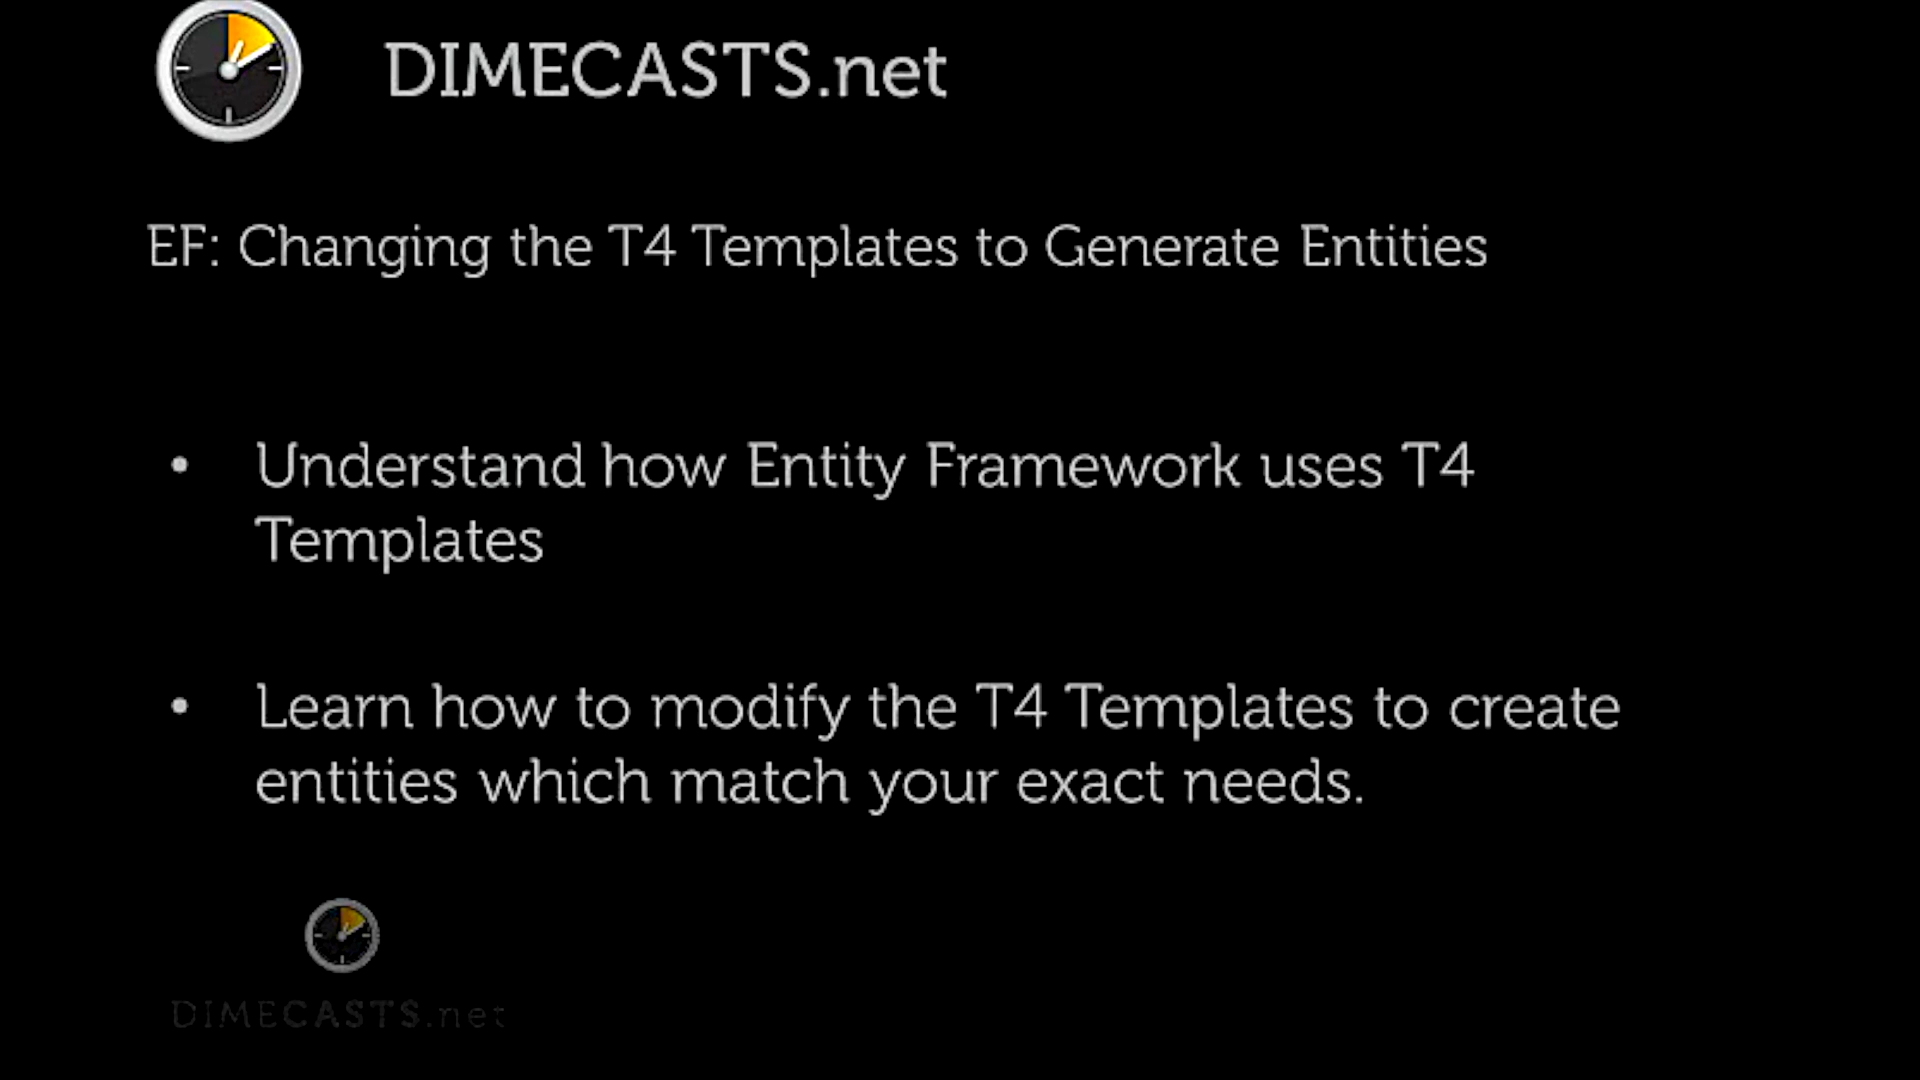 DIMECASTS.net
EF: Changing the T4 Templates to Generate Entities
• Understand how Entity Framework uses T4
Templates
• Learn how to modify the T4 Templates to create
entities which match your exact needs.
DIMECASTS.net